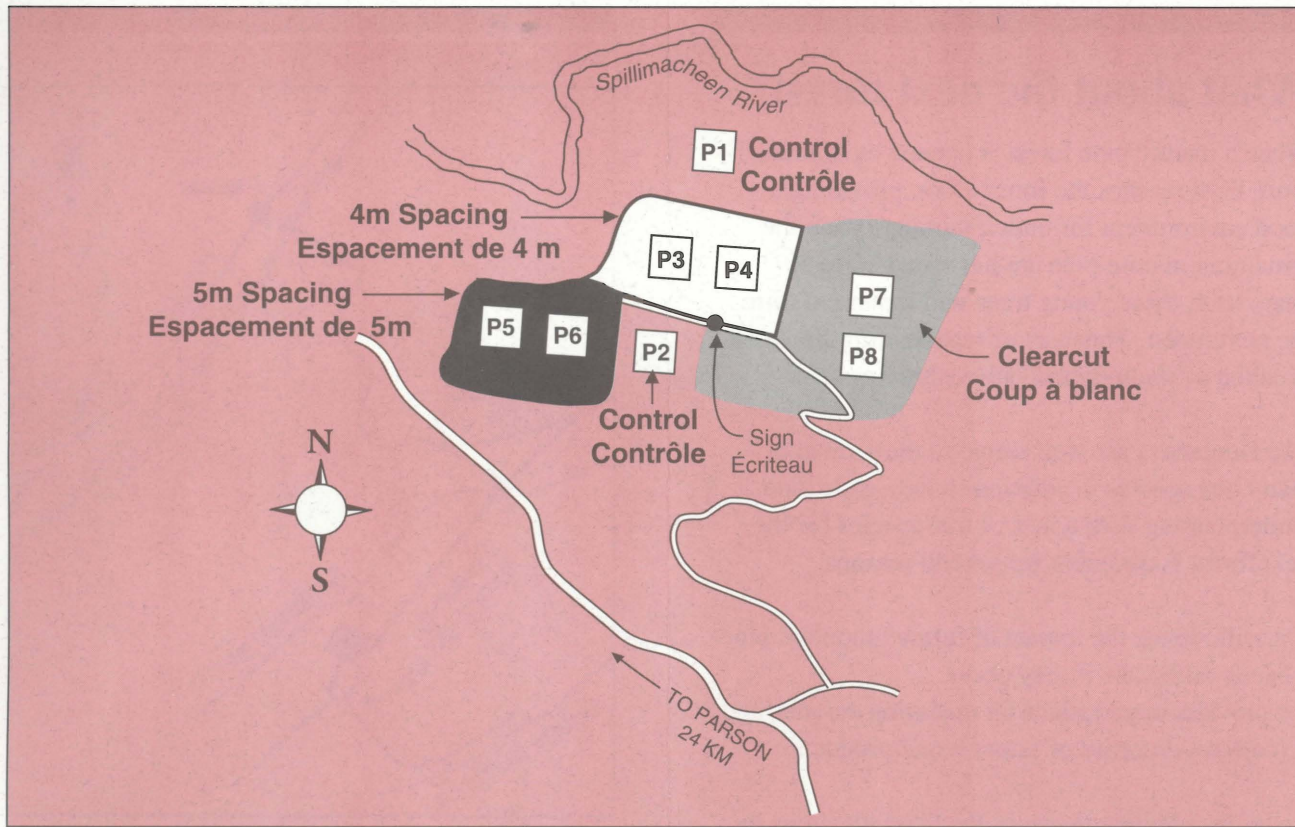 Spillimacheen River
P1
Control
Contrôle
4m Spacing
Espacement de 4 m
P3
P4
5m Spacing
Espacement de 5m
P5
P6
P2
P7
P8
Clearcut
Coup à blanc
Control
Contrôle
Sign
Écriteau
N
S
TO PARSON
24 KM